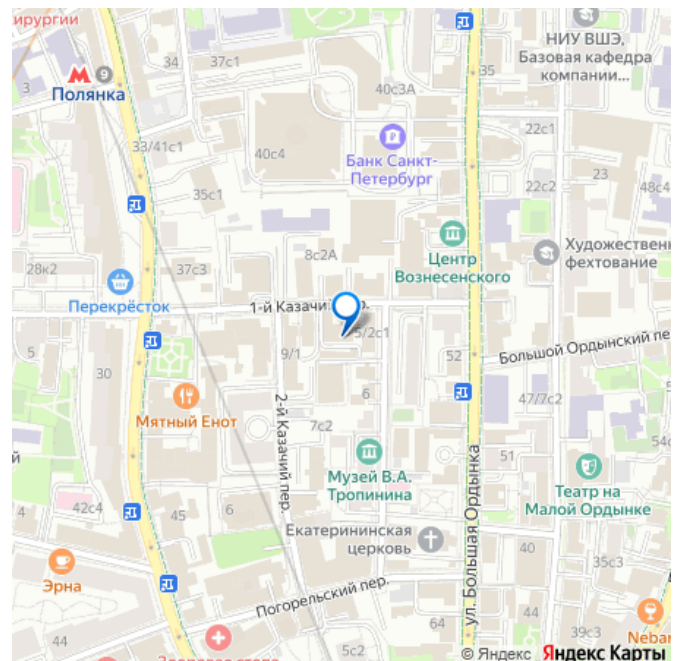 ирургии
34
37с1
9
Полянка
3
40с3А
35
НИУ ВШЭ,
Базовая кафедра
компании...
33/41с1
40с4
Банк Санкт-
Петербург
22с1
35с1
22с2
23
48с4
8с2А
Центр
Вознесенского
Художественн
фехтование
28к2
37с3
Перекрёсток
1-й Казачий пер.
5/2с1
9/1
52
Большой Ордынский пе
5
30
6
47/7с2
Мятный Енот
2-й Казачий пер.
7с2
ул. Большая Ордынка
54с
й
Музей В.А.
Тропинина
51
Театр на
Малой Ордынке
4
42с4
45
6
Екатерининская
церковь
40
35с3
Эрна
Погорельский пер.
64
39с3
Nebar
44
5с2
© Яндекс Яндекс Карты